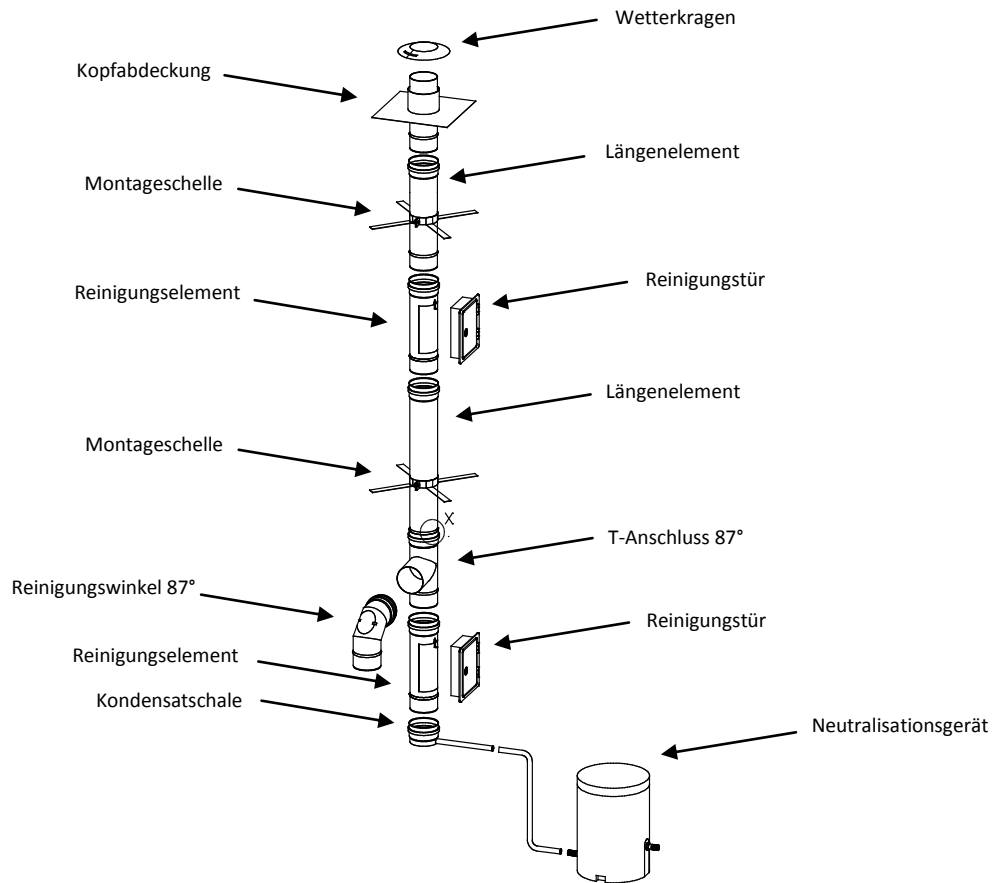 Wetterkragen
Kopfabdeckung
Längenelement
Montageschelle
Reinigungselement
Reinigungstür
Längenelement
Montageschelle
X
T-Anschluss 87°
Reinigungswinkel 87°
Reinigungstür
Reinigungselement
Kondensatschale
Neutralisationsgerät